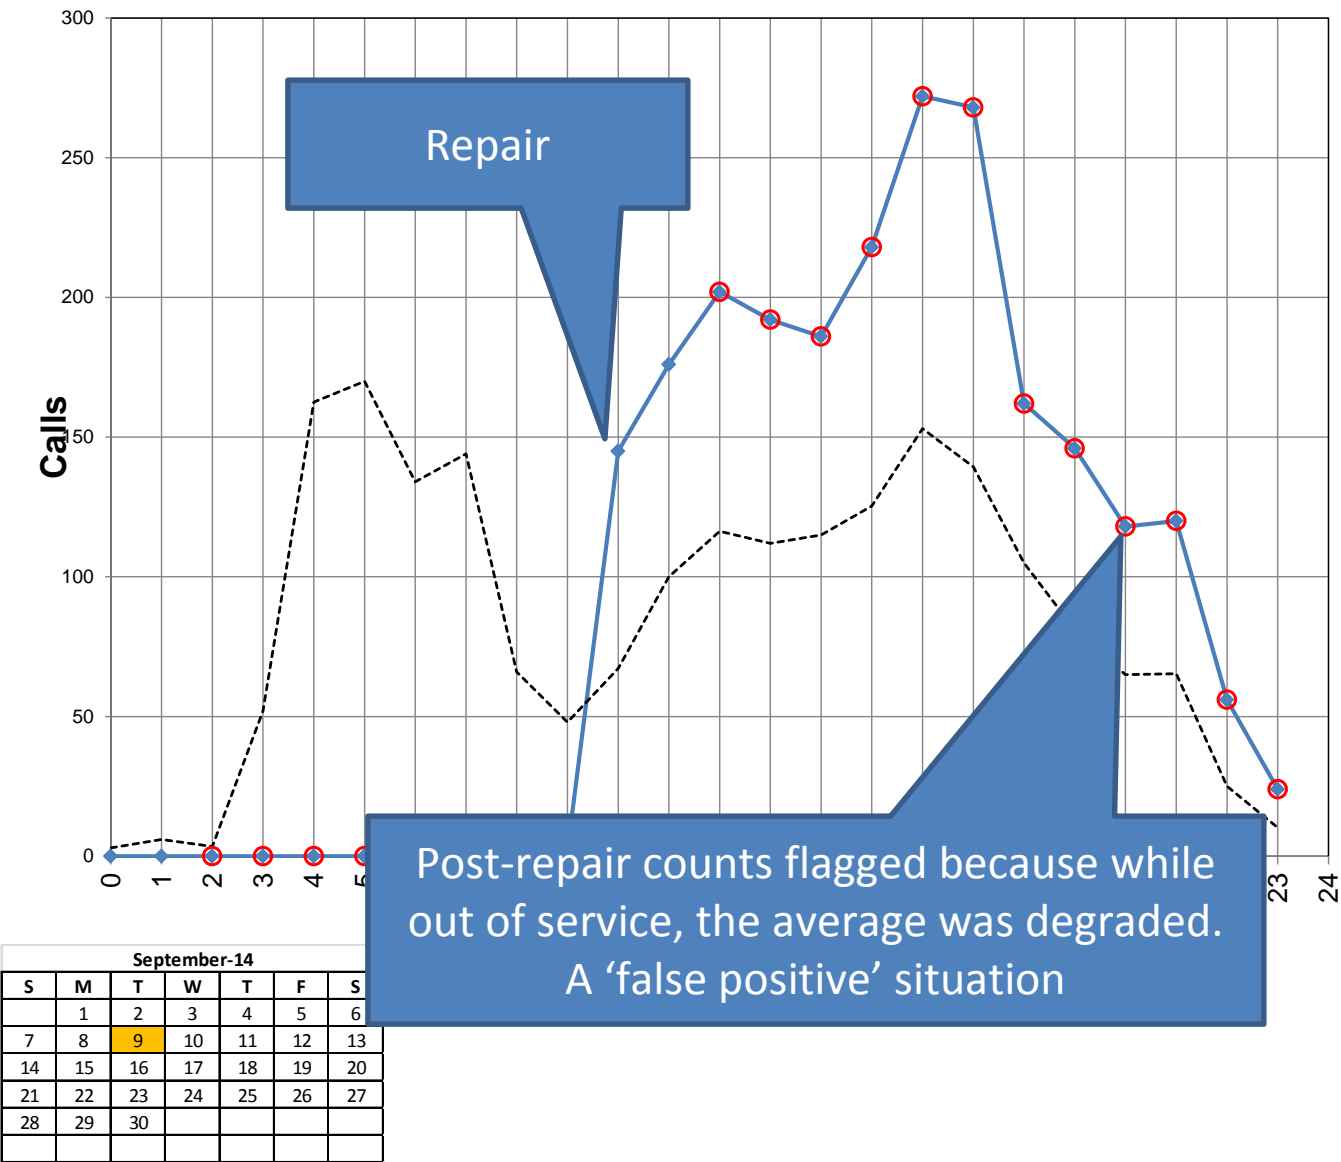 300
250
200
150
100
50
0
Calls
Repair
0 1 2 3 4 5 23 24
Post-repair counts flagged because while
out of service, the average was degraded.
A ‘false positive’ situation
September-14
S M T W T F S
1 2 3 4 5 6
7 8 9 10 11 12 13
14 15 16 17 18 19 20
21 22 23 24 25 26 27
28 29 30